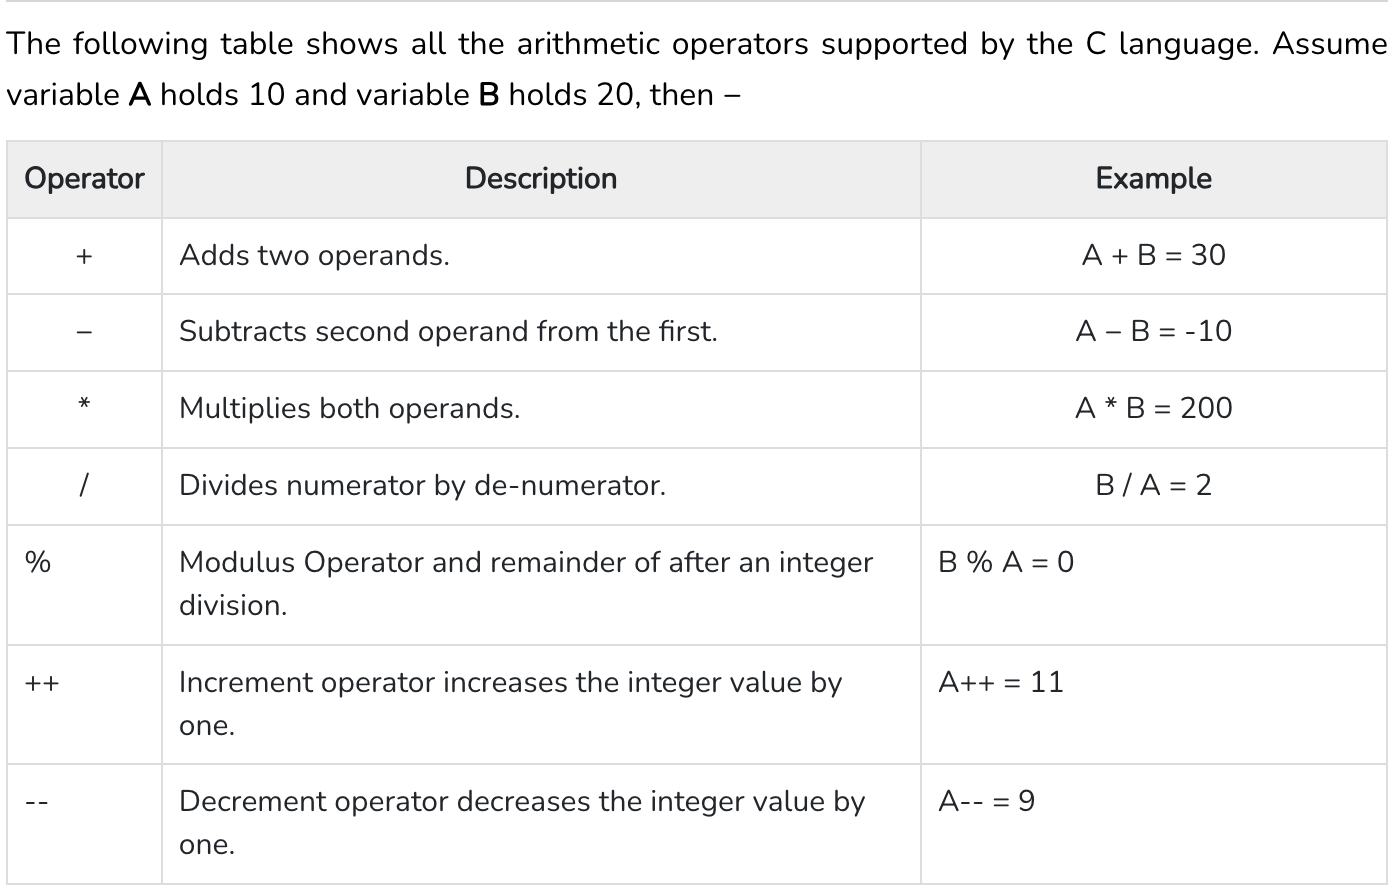 The following table shows all the arithmetic operators supported by the C language. Assume
variable A holds 10 and variable B holds 20, then –
Operator Description Example
+ Adds two operands. A + B = 30
– Subtracts second operand from the first. A – B = -10
* Multiplies both operands. A * B = 200
/ Divides numerator by de-numerator. B / A = 2
% Modulus Operator and remainder of after an integer B % A = 0
division.
++ Increment operator increases the integer value by A++ = 11
one.
-- Decrement operator decreases the integer value by A-- = 9
one.